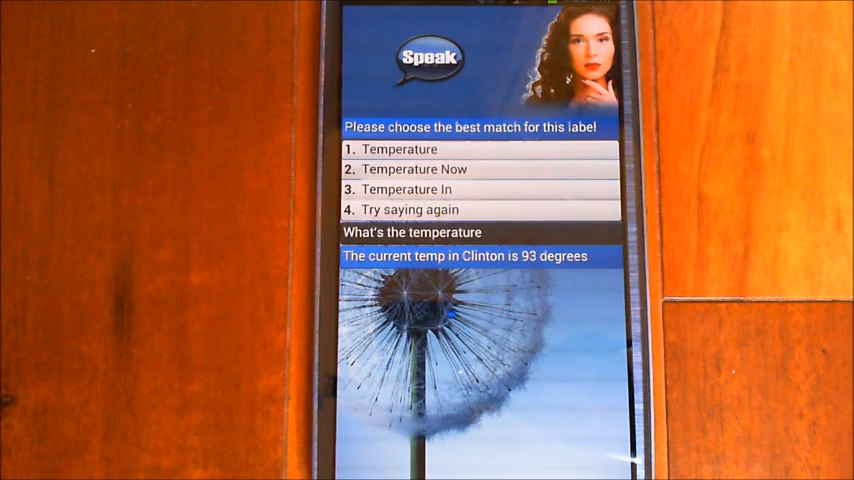 Speak
Please choose the best match for this label
1. Temperature
2. Temperature Now
3. Temperature In
4. Try saying again
What's the temperature
The current temp in Clinton is 93 degrees